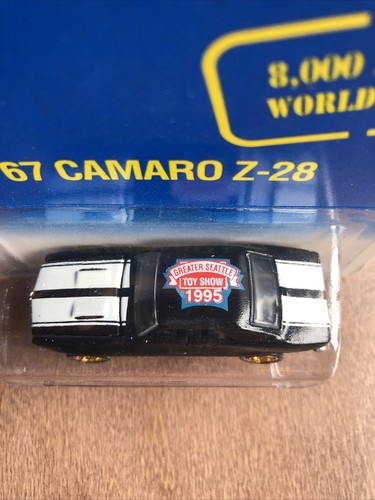 8,000
WORLD
67 CAMARO Z-28
GREATER SEATTLE
TOY SHOW
1995